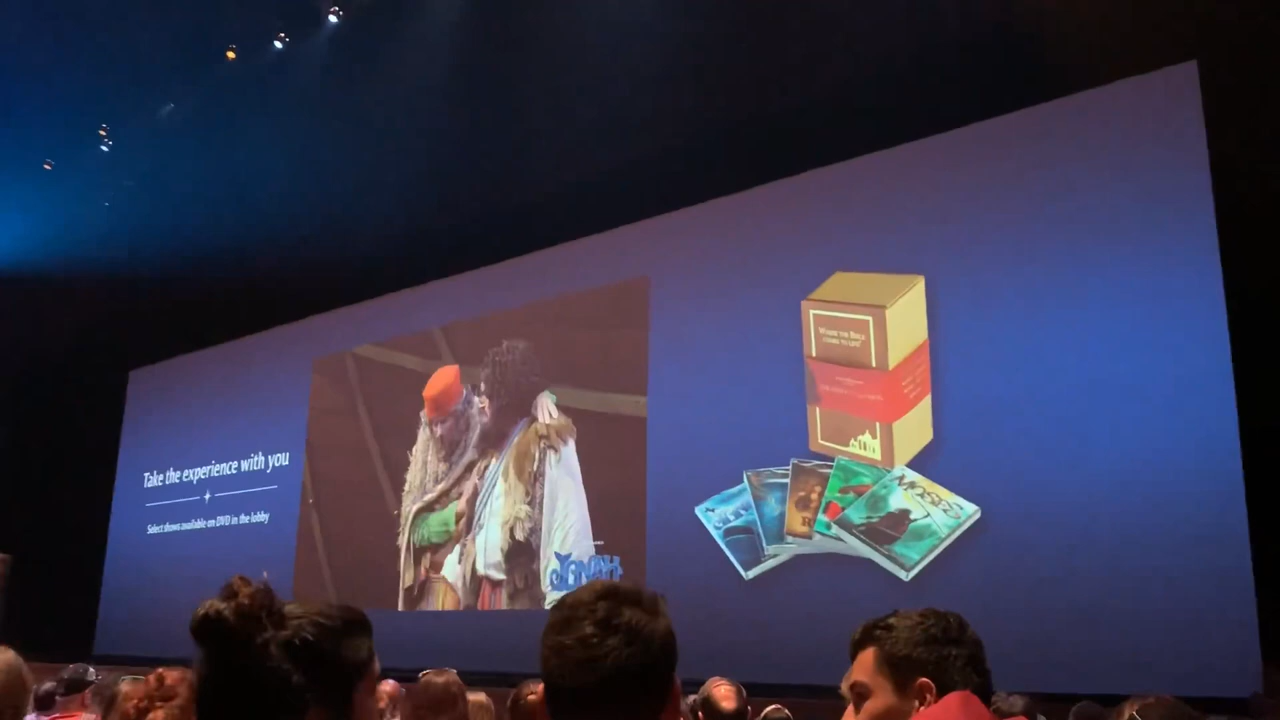 Take the experience with you
Select shows available on DVD in the lobby
JONAH
WHERE THE BIBLE
COMES TO LIFE!
MOSES